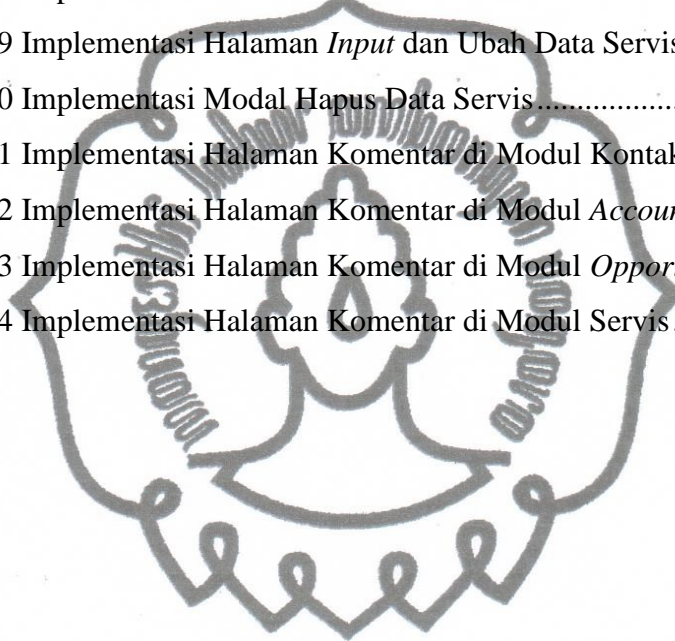 9 Implementasi Halaman Input dan Ubah Data Servis
0 Implementasi Modal Hapus Data Servis..................
1 Implementasi Halaman Komentar di Modul Kontak
2 Implementasi Halaman Komentar di Modul Accoun
3 Implementasi Halaman Komentar di Modul Oppor
4 Implementasi Halaman Komentar di Modul Servis.